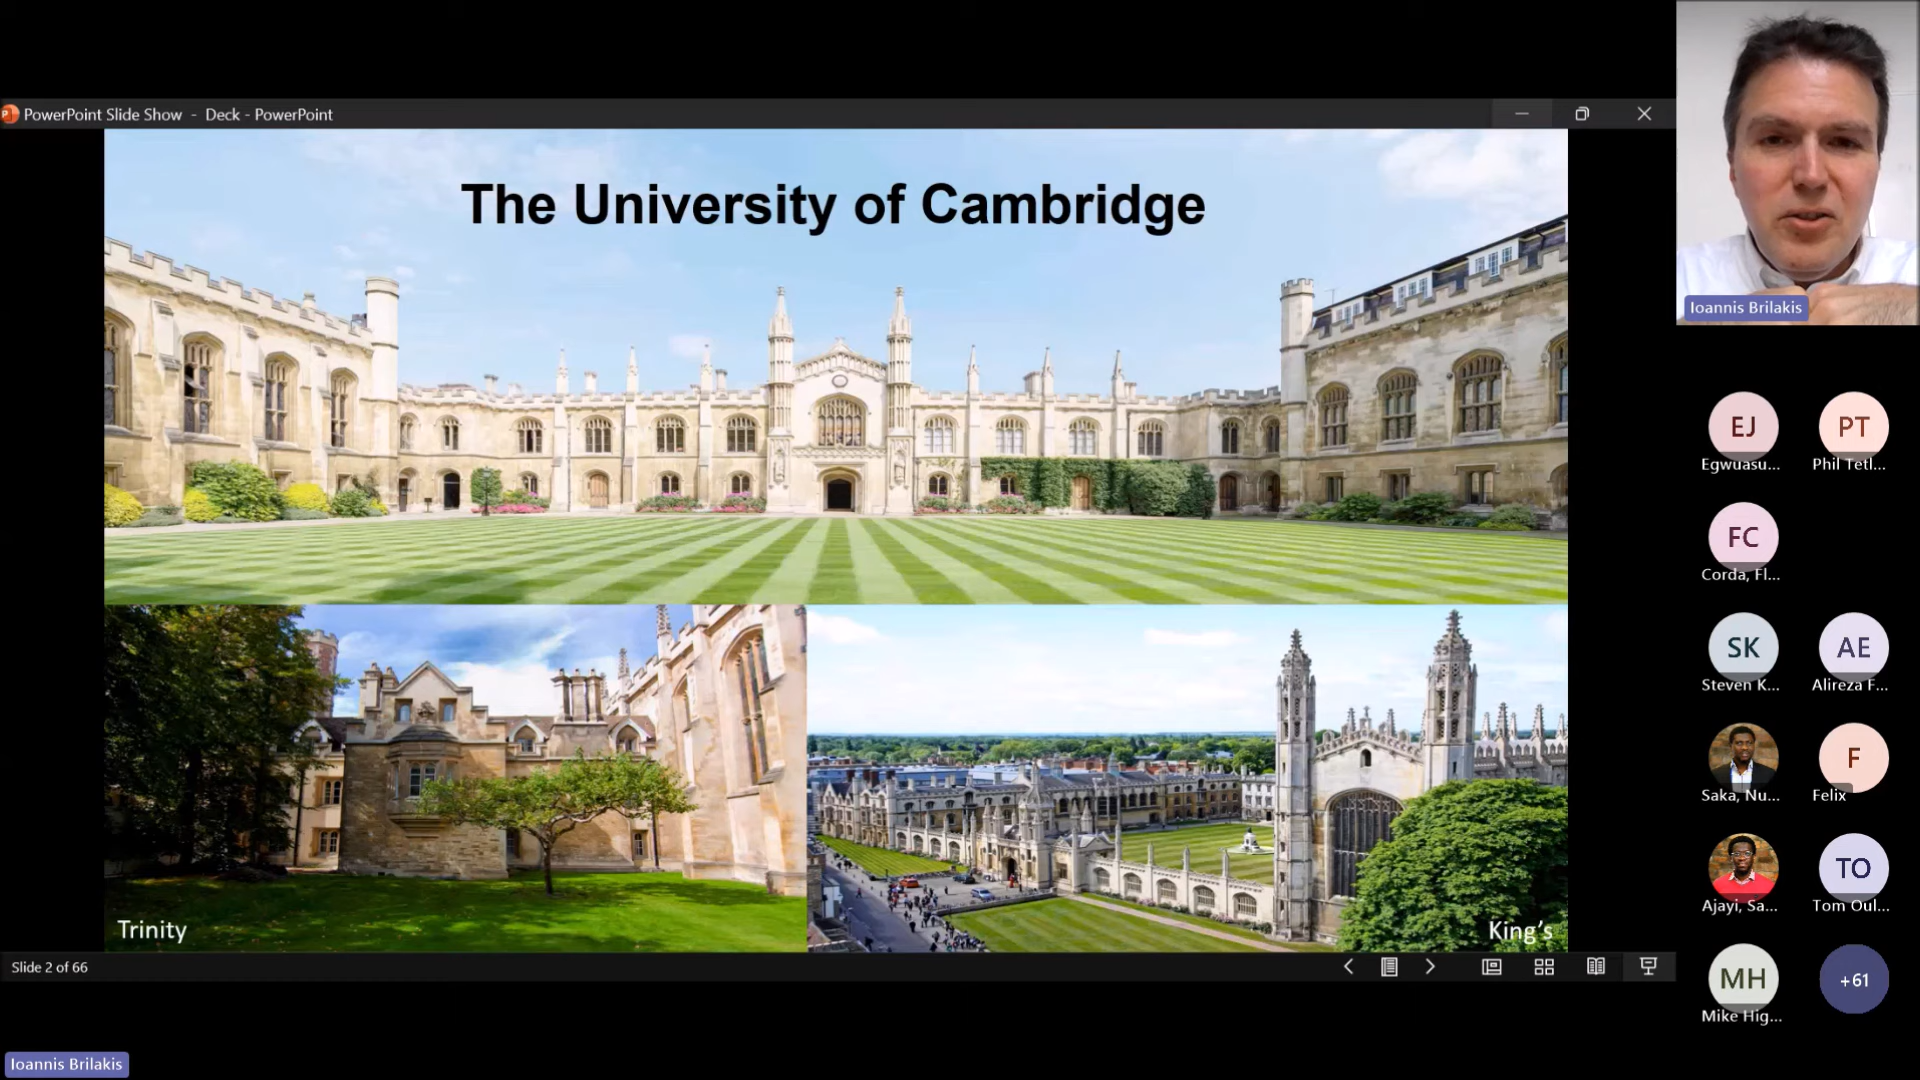 PowerPoint Slide Show - Deck - PowerPoint
The University of Cambridge
Trinity
King's
Slide 2 of 66
Ioannis Brilakis
Ioannis Brilakis
EJ
Egwuasu...
PT
Phil Tetl...
FC
Corda, Fl...
SK
Steven K...
AE
Alireza F...
Saka, Nu...
F
Felix
Ajayi, Sa...
TO
Tom Oul...
MH
Mike Hig...
+61